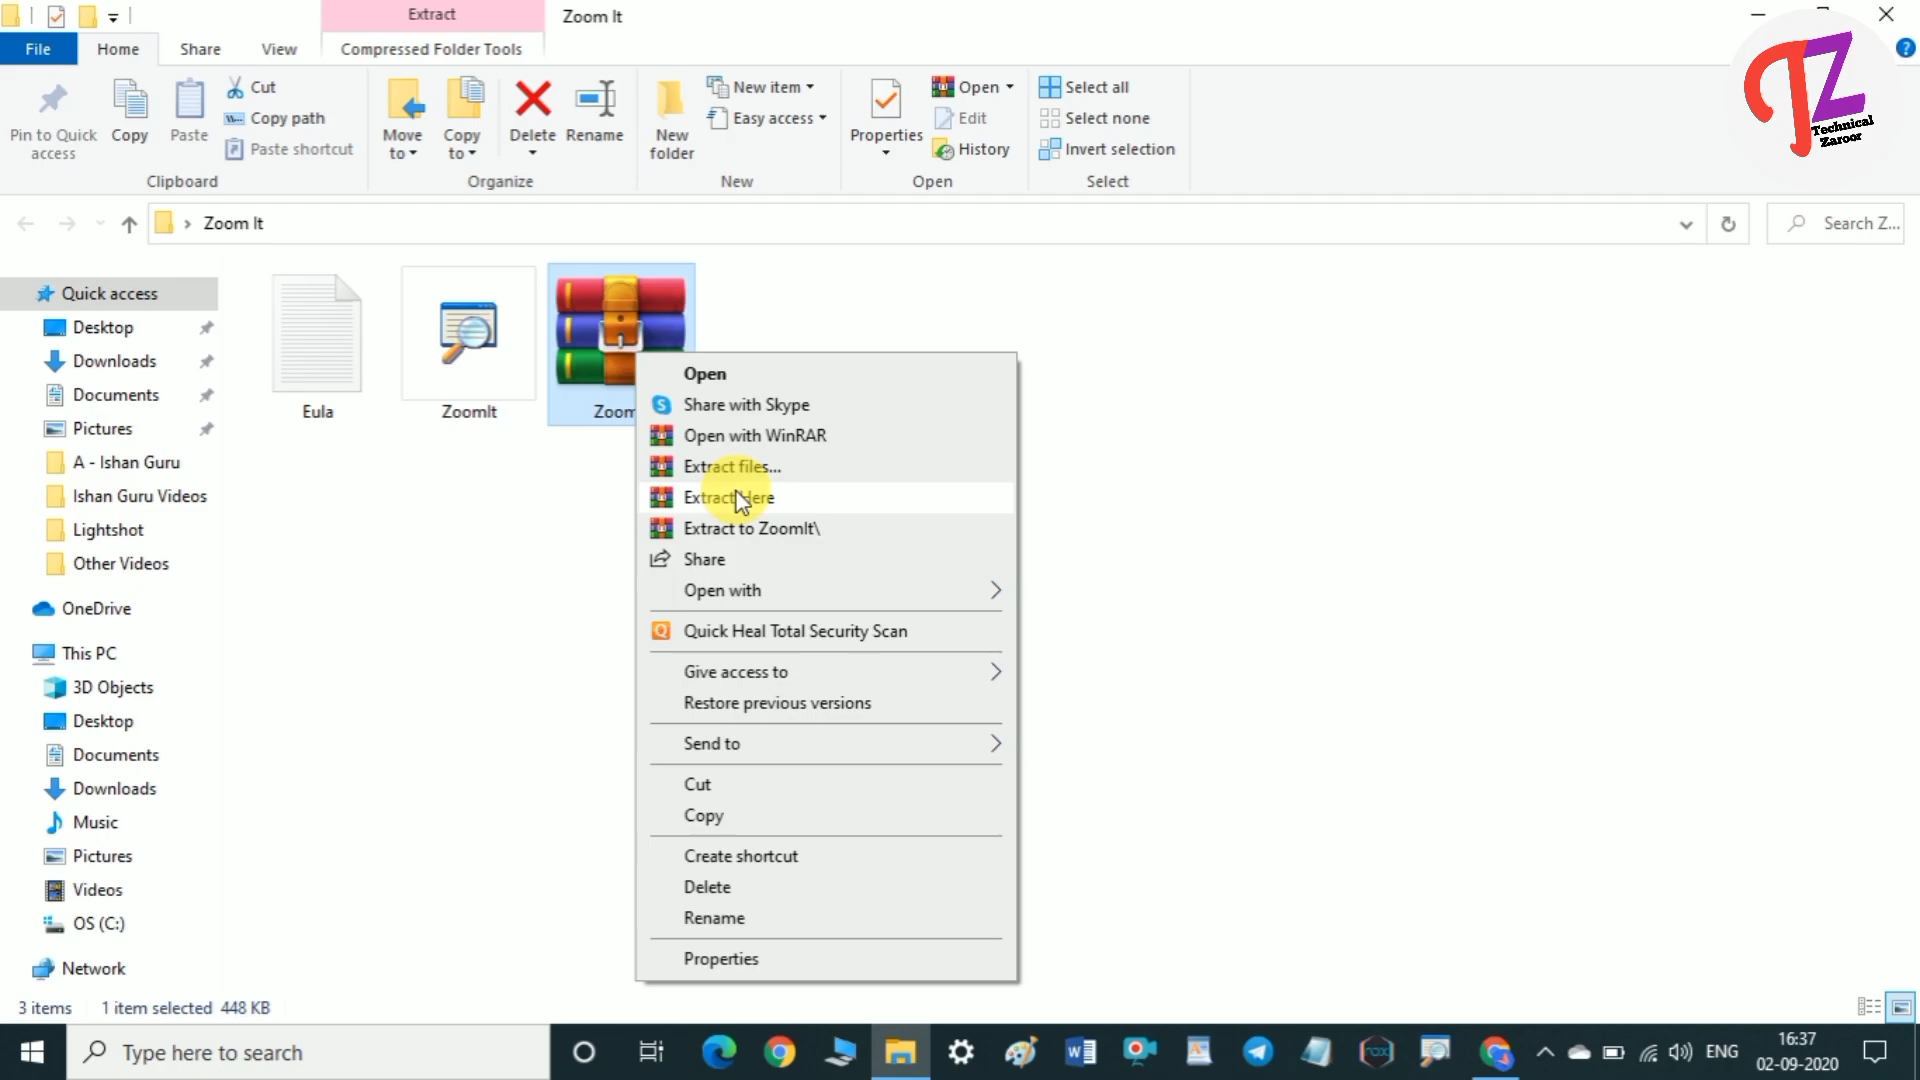 Extract
Zoom It
File
Home
Share
View
Compressed Folder Tools
Pin to Quick
access
Copy
Paste
Cut
Copy path
Paste shortcut
Clipboard
Move
to
Copy
to
Delete
Rename
Organize
New
folder
New item
Easy access
New
Properties
Open
Edit
History
Open
Select all
Select none
Invert selection
Select
TZ
Technical
Zaroor
?
Zoom It
Search Z...
Quick access
Desktop
Downloads
Documents
Pictures
A - Ishan Guru
Ishan Guru Videos
Lightshot
Other Videos
OneDrive
This PC
3D Objects
Desktop
Documents
Downloads
Music
Pictures
Videos
OS (C:)
Network
Eula
ZoomIt
Zoom
Open
Share with Skype
Open with WinRAR
Extract files...
Extract Here
Extract to ZoomIt\
Share
Open with
Quick Heal Total Security Scan
Give access to
Restore previous versions
Send to
Cut
Copy
Create shortcut
Delete
Rename
Properties
3 items
1 item selected 448 KB
Type here to search
ENG
16:37
02-09-2020